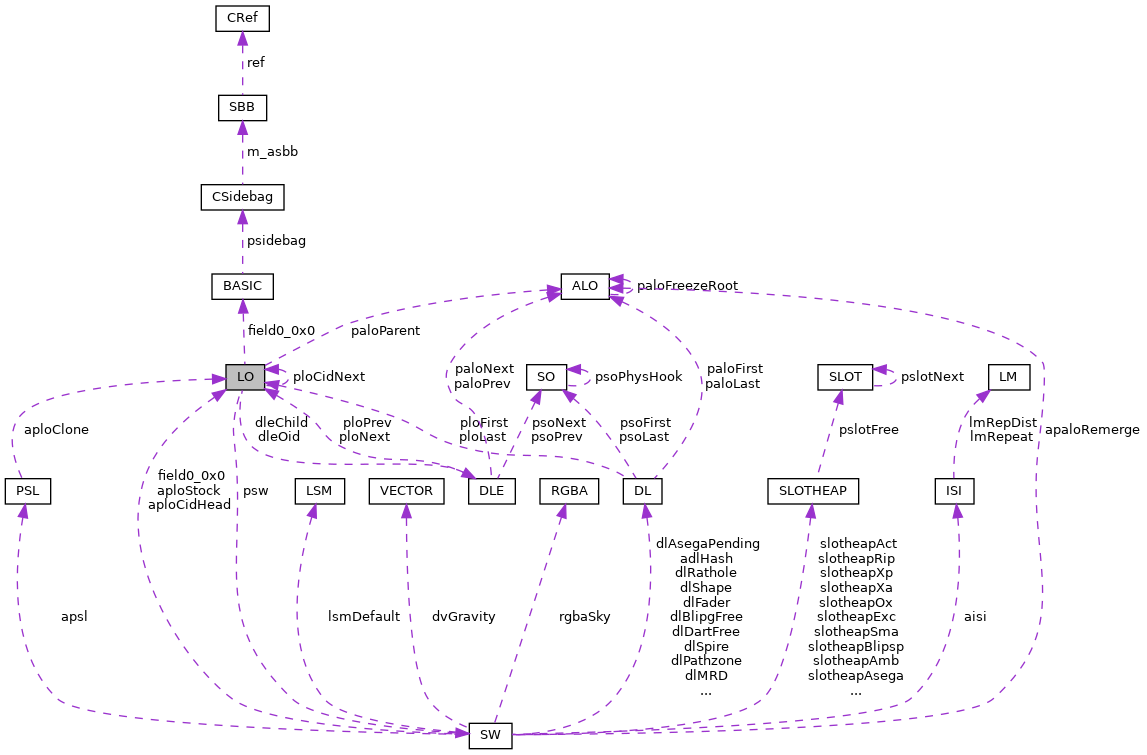 CRef
ref
SBB
m_asbb
CSidebag
psidebag
BASIC
ALO
paloFreezeRoot
field0_0x0
paloParent
LO
ploCidNext
paloNext
paloPrev
SO
psoPhysHook
paloFirst
paloLast
SLOT
pslotNext
LM
aploClone
dleChild
dleOid
ploPrev
ploNext
ploFirst
ploLast
psoNext
psoPrev
psoFirst
psoLast
pslotFree
lmRepDist
lmRepeat
apaloRemerge
PSL
field0_0x0
aploStock
aploCidHead
psw
LSM
VECTOR
DLE
RGBA
DL
SLOTHEAP
ISI
apsl
lsmDefault
dvGravity
rgbaSky
dlAsegaPending
adlHash
dlRathole
dlShape
dlFader
dlBlipgFree
dlDartFree
dlSpire
dlPathzone
dlMRD
...
slotheapAct
slotheapRip
slotheapXp
slotheapXa
slotheapOx
slotheapExc
slotheapSma
slotheapBlipsp
slotheapAmb
slotheapAsega
...
aisi
SW